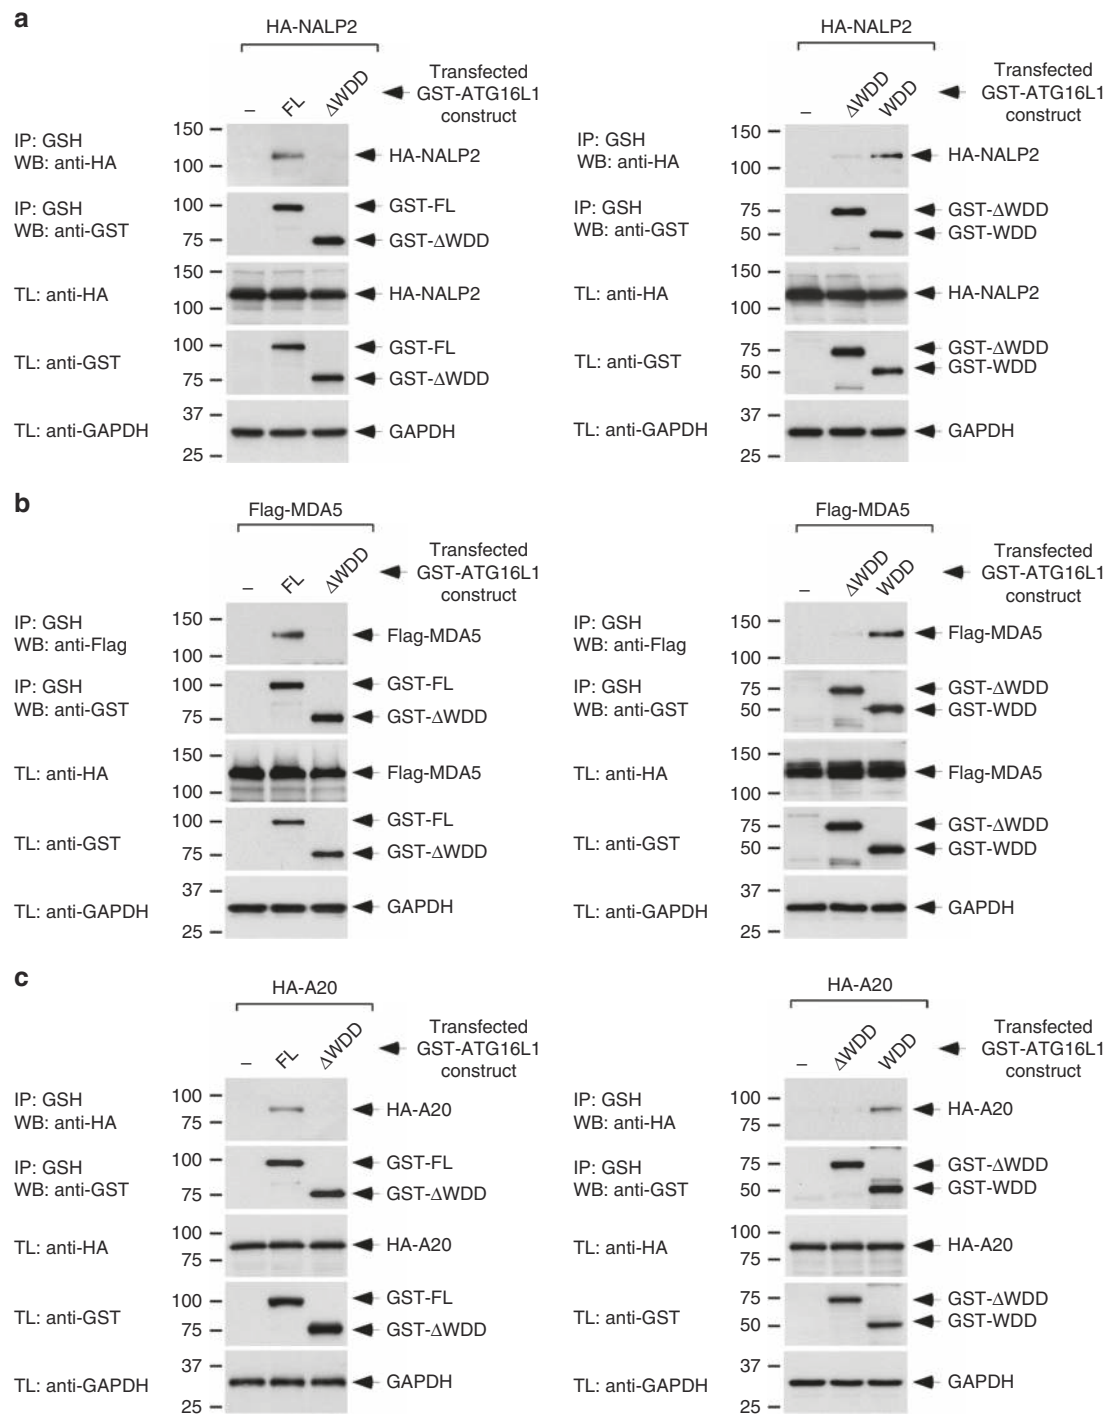 a
HA-NALP2
–
FL
ΔWDD
Transfected
GST-ATG16L1
construct
IP: GSH
WB: anti-HA
150
100
HA-NALP2
IP: GSH
WB: anti-GST
100
75
GST-FL
GST-ΔWDD
TL: anti-HA
150
100
HA-NALP2
TL: anti-GST
100
75
GST-FL
GST-ΔWDD
TL: anti-GAPDH
37
25
GAPDH
HA-NALP2
–
ΔWDD
WDD
Transfected
GST-ATG16L1
construct
IP: GSH
WB: anti-HA
150
100
HA-NALP2
IP: GSH
WB: anti-GST
75
50
GST-ΔWDD
GST-WDD
TL: anti-HA
150
100
HA-NALP2
TL: anti-GST
75
50
GST-ΔWDD
GST-WDD
TL: anti-GAPDH
37
25
GAPDH
b
Flag-MDA5
–
FL
ΔWDD
Transfected
GST-ATG16L1
construct
IP: GSH
WB: anti-Flag
150
100
Flag-MDA5
IP: GSH
WB: anti-GST
100
75
GST-FL
GST-ΔWDD
TL: anti-HA
150
100
Flag-MDA5
TL: anti-GST
100
75
GST-FL
GST-ΔWDD
TL: anti-GAPDH
37
25
GAPDH
Flag-MDA5
–
ΔWDD
WDD
Transfected
GST-ATG16L1
construct
IP: GSH
WB: anti-Flag
150
100
Flag-MDA5
IP: GSH
WB: anti-GST
75
50
GST-ΔWDD
GST-WDD
TL: anti-HA
150
100
Flag-MDA5
TL: anti-GST
75
50
GST-ΔWDD
GST-WDD
TL: anti-GAPDH
37
25
GAPDH
c
HA-A20
–
FL
ΔWDD
Transfected
GST-ATG16L1
construct
IP: GSH
WB: anti-HA
100
75
HA-A20
IP: GSH
WB: anti-GST
100
75
GST-FL
GST-ΔWDD
TL: anti-HA
100
75
HA-A20
TL: anti-GST
100
75
GST-FL
GST-ΔWDD
TL: anti-GAPDH
37
25
GAPDH
HA-A20
–
ΔWDD
WDD
Transfected
GST-ATG16L1
construct
IP: GSH
WB: anti-HA
100
75
HA-A20
IP: GSH
WB: anti-GST
75
50
GST-ΔWDD
GST-WDD
TL: anti-HA
100
75
HA-A20
TL: anti-GST
75
50
GST-ΔWDD
GST-WDD
TL: anti-GAPDH
37
25
GAPDH